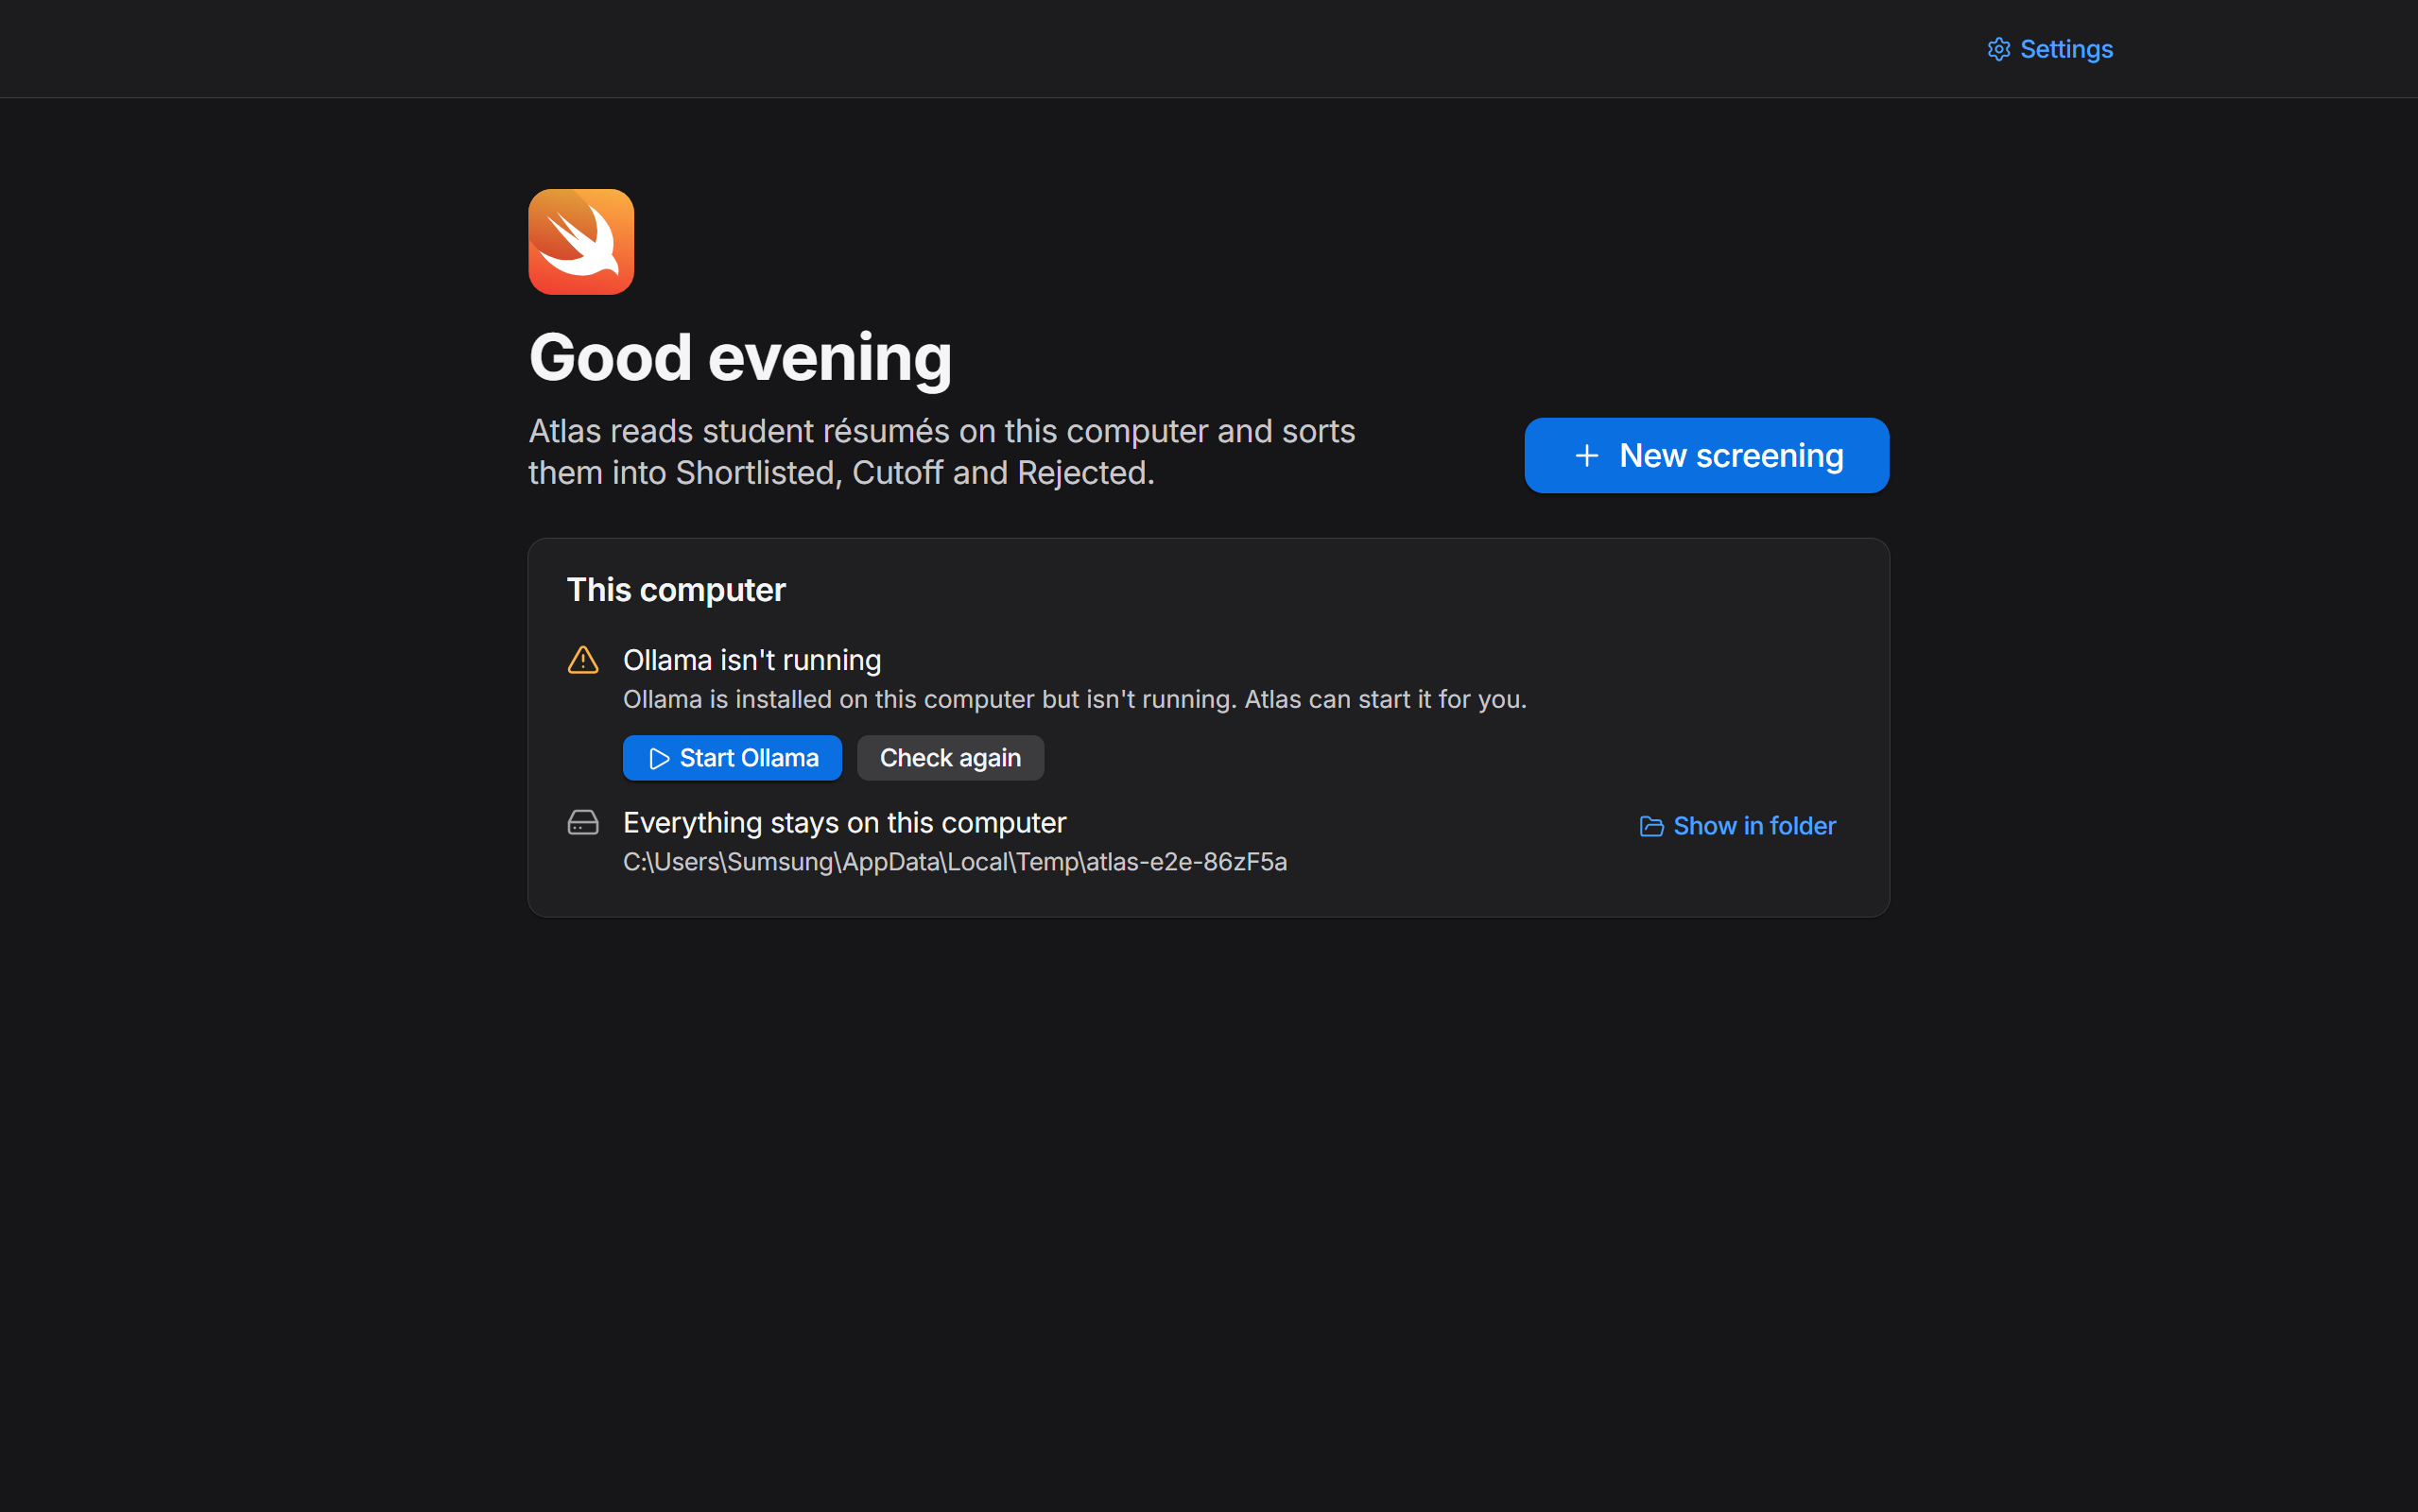 Settings
Good evening
Atlas reads student résumés on this computer and sorts
them into Shortlisted, Cutoff and Rejected.
New screening
This computer
Ollama isn't running
Ollama is installed on this computer but isn't running. Atlas can start it for you.
Start Ollama
Check again
Everything stays on this computer
Show in folder
C:\Users\Sumsung\AppData\Local\Temp\atlas-e2e-86zF5a